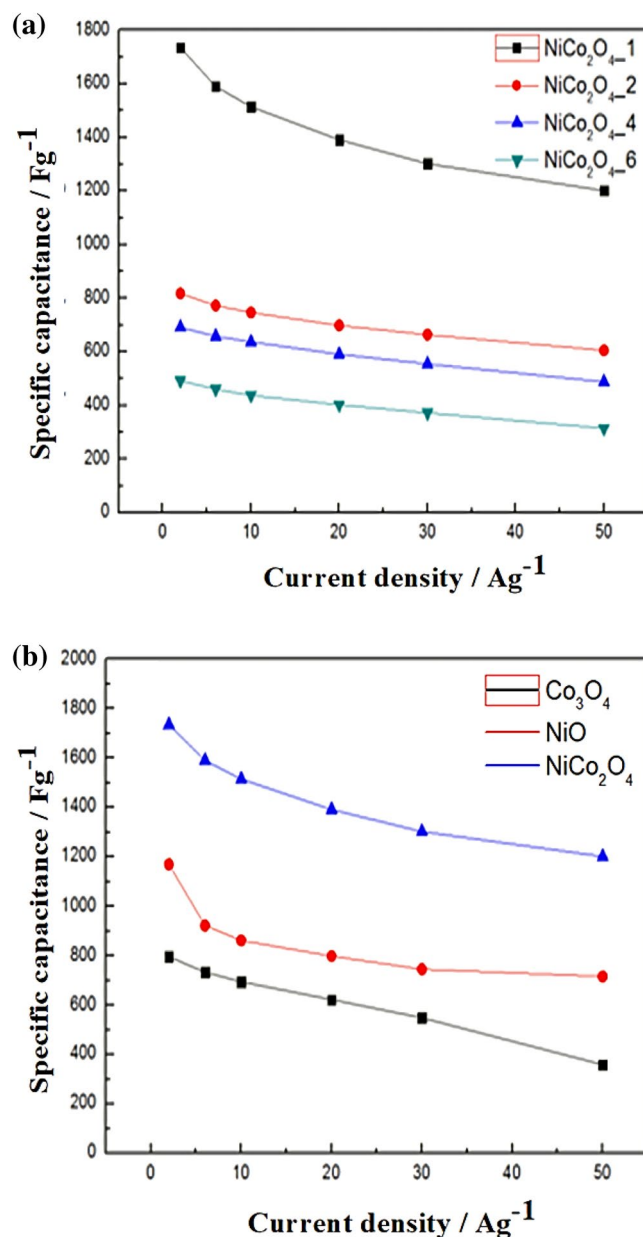 (a)
1800
1600
1400
1200
1000
800
600
400
200
0
Specific capacitance / Fg⁻¹
NiCo₂O₄_1
NiCo₂O₄_2
NiCo₂O₄_4
NiCo₂O₄_6
0 10 20 30 40 50
Current density / Ag⁻¹
(b)
2000
1800
1600
1400
1200
1000
800
600
400
200
0
Specific capacitance / Fg⁻¹
Co₃O₄
NiO
NiCo₂O₄
0 10 20 30 40 50
Current density / Ag⁻¹